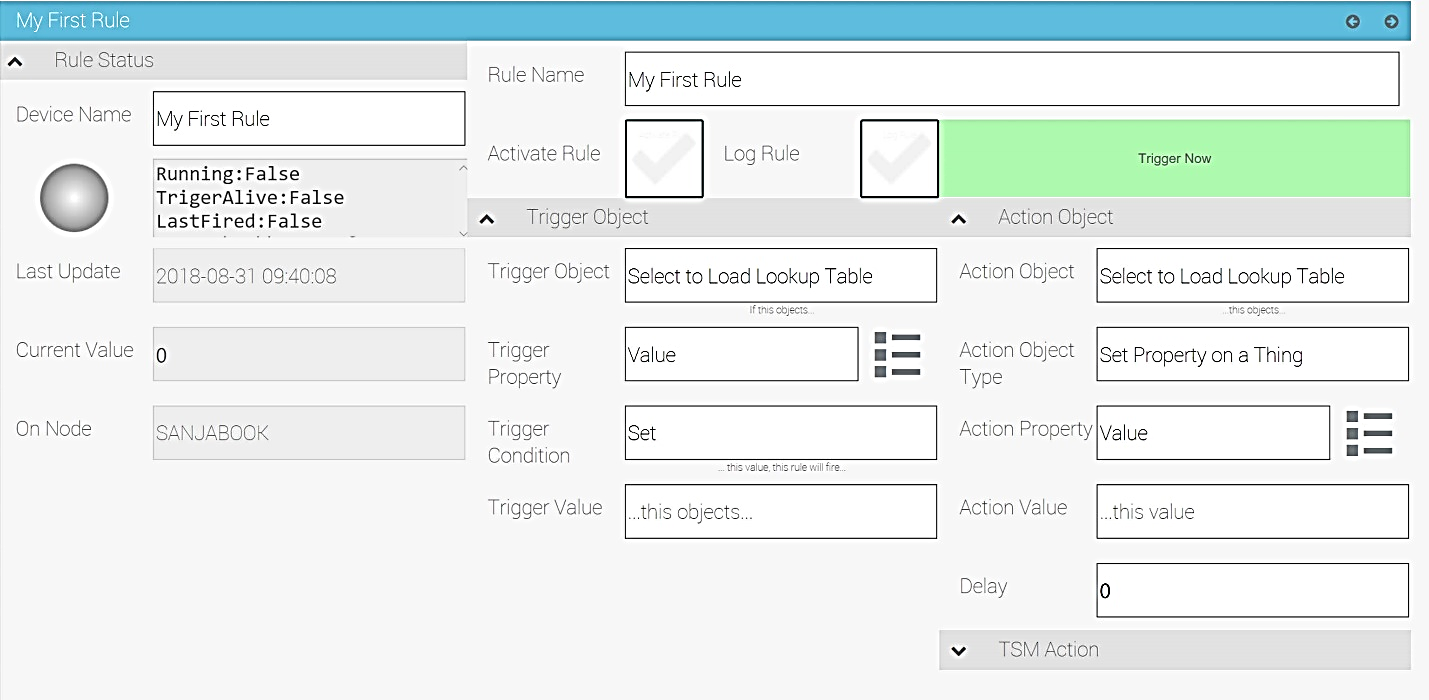 My First Rule
Rule Status
Device Name
My First Rule
Running:False
TrigerAlive:False
LastFired:False
Last Update
2018-08-31 09:40:08
Current Value
0
On Node
SANJABOOK
Rule Name
My First Rule
Activate Rule
Log Rule
Trigger Now
Trigger Object
Trigger Object
Select to Load Lookup Table
If this objects...
Trigger
Property
Value
Trigger
Condition
Set
... this value, this rule will fire...
Trigger Value
...this objects...
Action Object
Action Object
Select to Load Lookup Table
...this objects...
Action Object
Type
Set Property on a Thing
Action Property
Value
Action Value
...this value
Delay
0
TSM Action